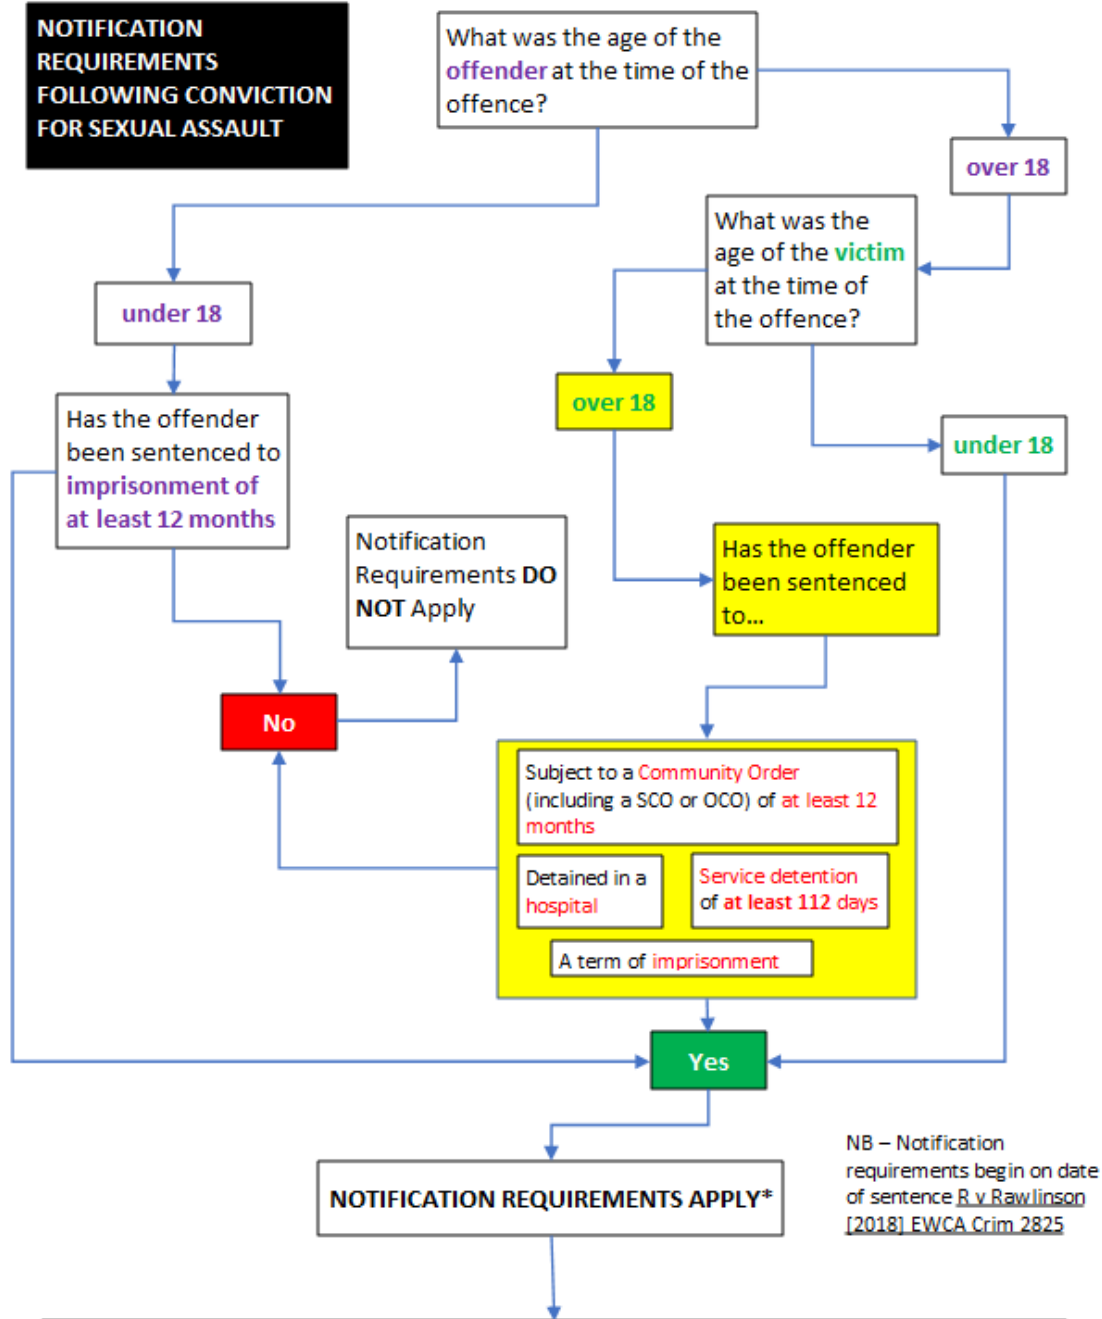 NOTIFICATION
REQUIREMENTS
FOLLOWING CONVICTION
FOR SEXUAL ASSAULT
What was the age of the
offender at the time of the
offence?
over 18
What was the
age of the victim
at the time of
the offence?
under 18
over 18
under 18
Has the offender
been sentenced to
imprisonment of
at least 12 months
Notification
Requirements DO
NOT Apply
Has the offender
been sentenced
to...
No
Subject to a Community Order
(including a SCO or OCO) of at least 12
months
Detained in a
hospital
Service detention
of at least 112 days
A term of imprisonment
Yes
NOTIFICATION REQUIREMENTS APPLY*
NB – Notification
requirements begin on date
of sentence R v Rawlinson
[2018] EWCA Crim 2825